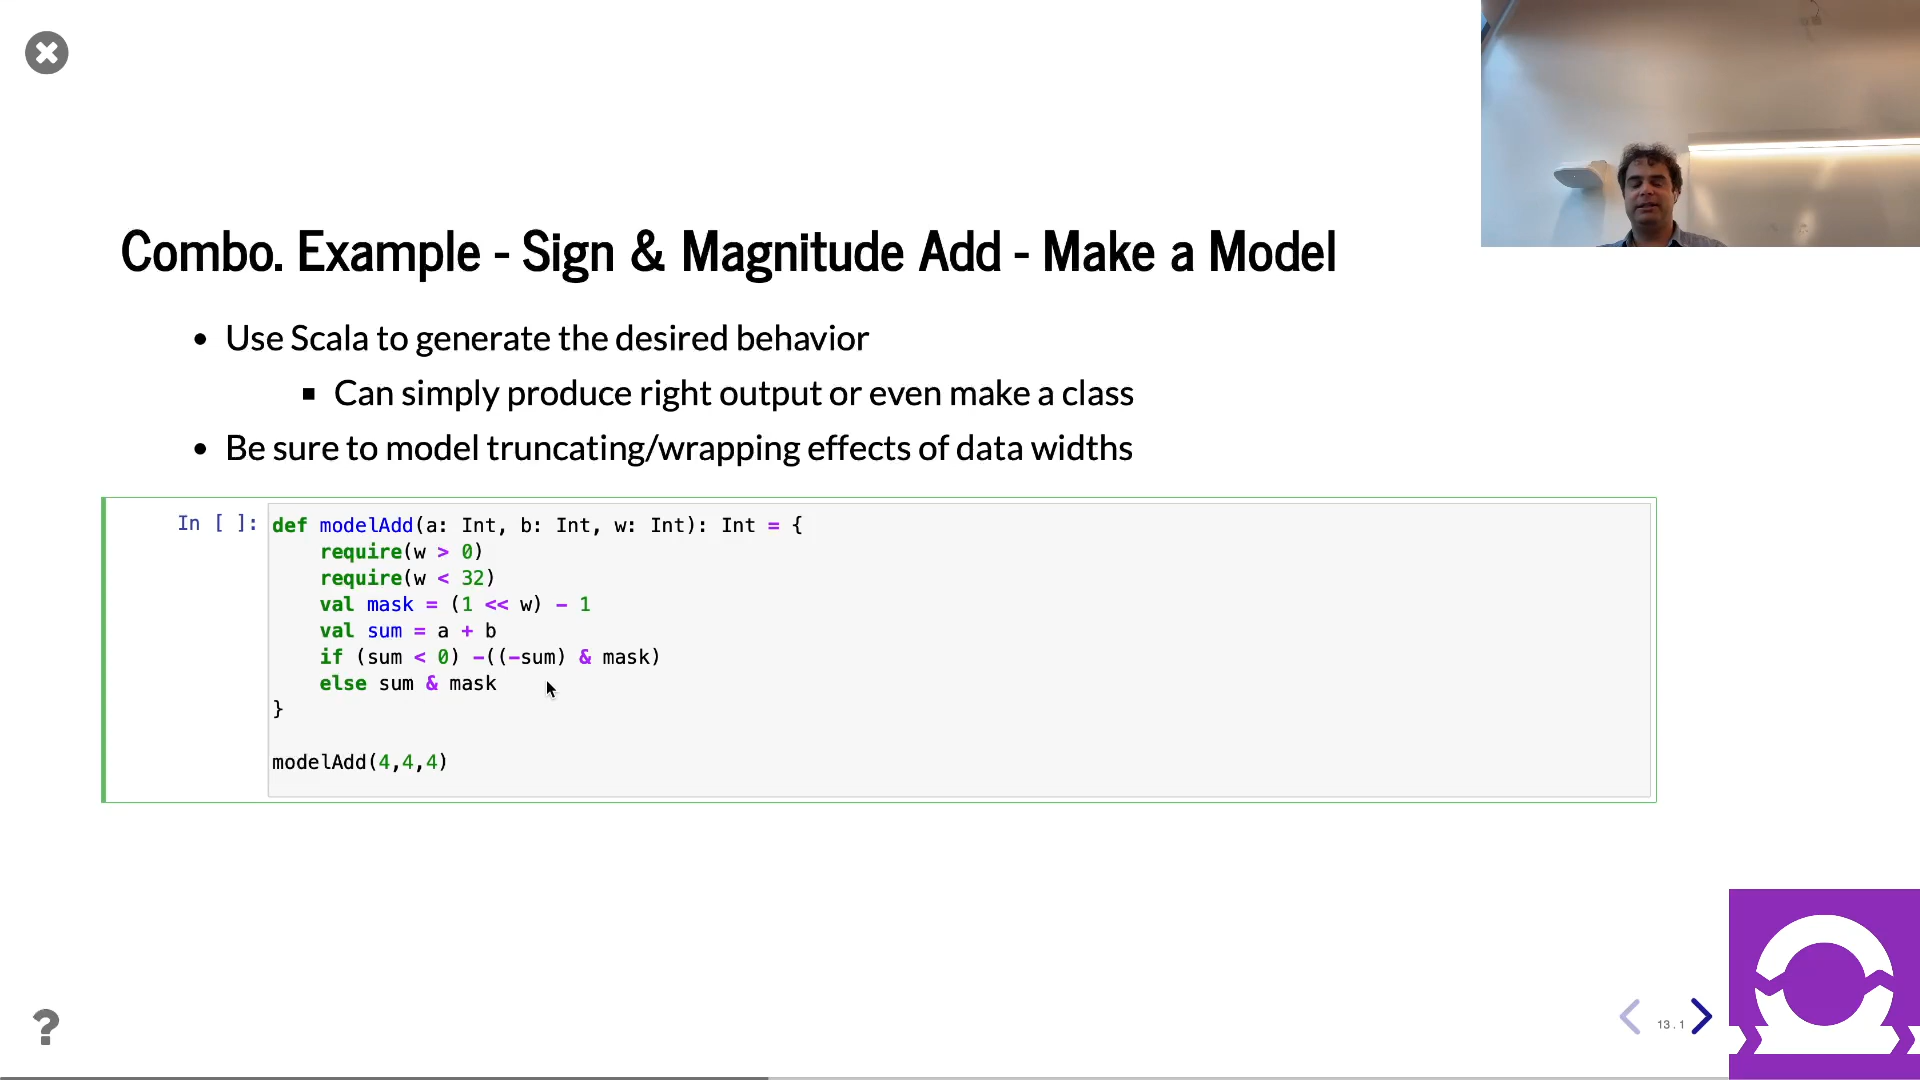 Combo. Example - Sign & Magnitude Add - Make a Model
• Use Scala to generate the desired behavior
▪ Can simply produce right output or even make a class
• Be sure to model truncating/wrapping effects of data widths
In [ ]: def modelAdd(a: Int, b: Int, w: Int): Int = {
require(w > 0)
require(w < 32)
val mask = (1 << w) - 1
val sum = a + b
if (sum < 0) -((-sum) & mask)
else sum & mask
}
modelAdd(4,4,4)
?
13.1